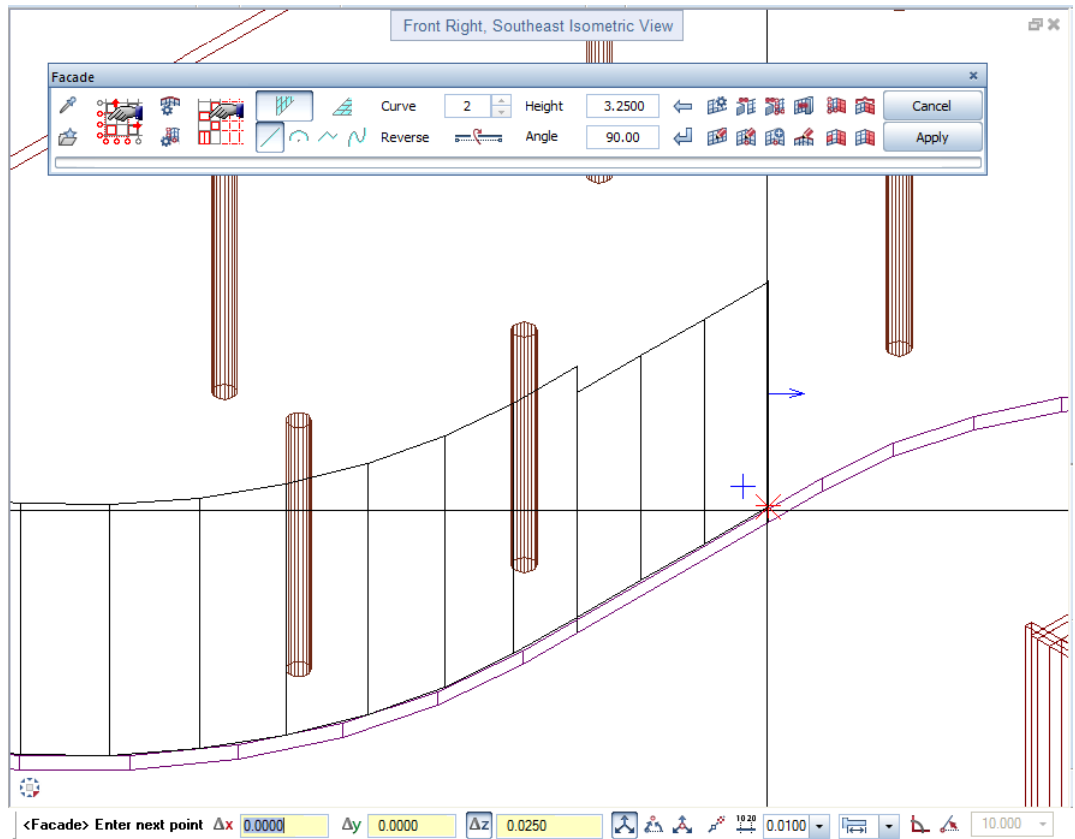 Front Right, Southeast Isometric View
Facade
Curve 2 Height 3.2500 Cancel
Reverse Angle 90.00 Apply
<Facade> Enter next point Δx 0.0000 Δy 0.0000 Δz 0.0250 1020 0.0100 10.000